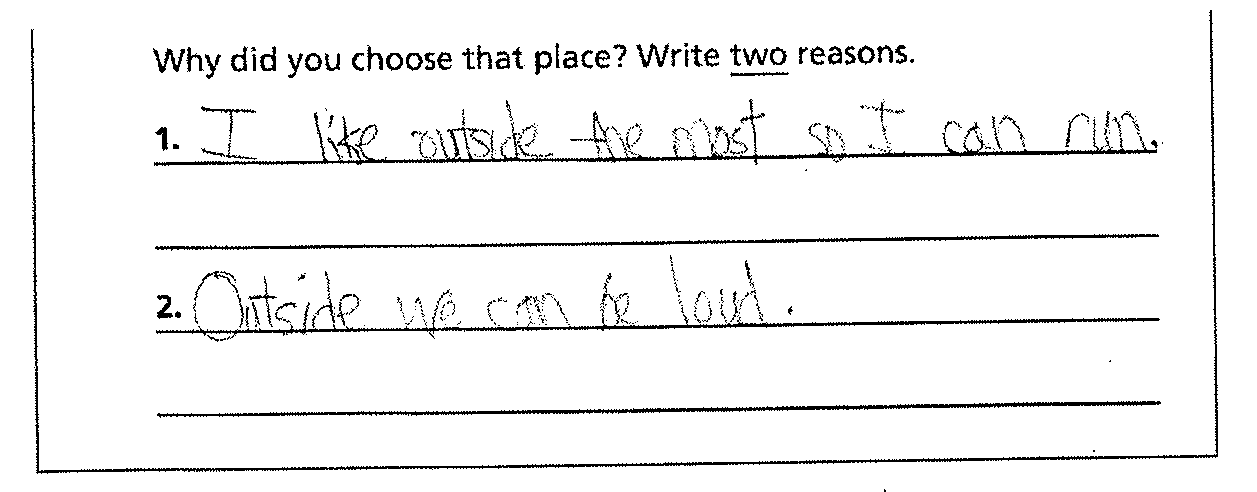 Why did you choose that place? Write two reasons.
1. I like outside the most so I can run.
2. Outside we can be loud.